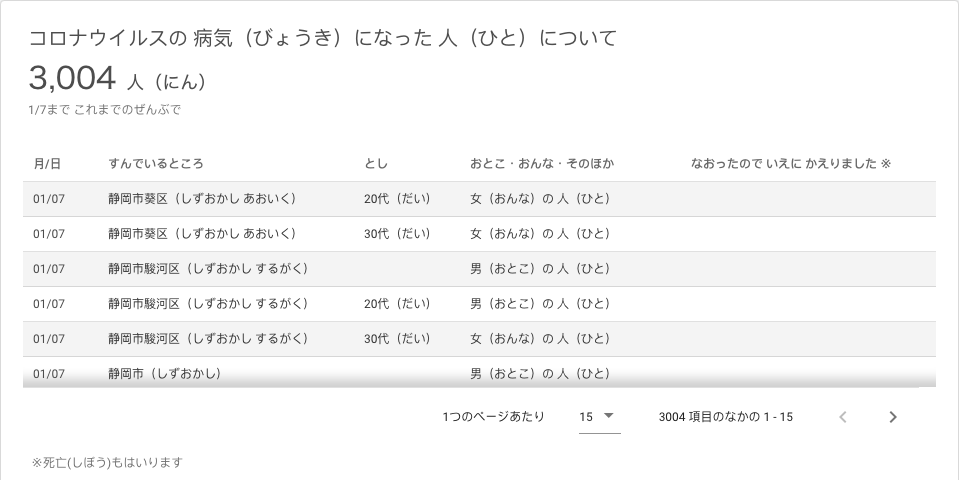 コロナウイルスの 病気（びょうき）になった 人（ひと）について
3,004 人（にん）
1/7まで これまでのぜんぶで
月/日 すんでいるところ とし おとこ・おんな・そのほか なおったので いえに かえりました ※
01/07 静岡市葵区（しずおかし あおいく） 20代（だい） 女（おんな）の 人（ひと）
01/07 静岡市葵区（しずおかし あおいく） 30代（だい） 女（おんな）の 人（ひと）
01/07 静岡市駿河区（しずおかし するがく） 男（おとこ）の 人（ひと）
01/07 静岡市駿河区（しずおかし するがく） 20代（だい） 男（おとこ）の 人（ひと）
01/07 静岡市駿河区（しずおかし するがく） 30代（だい） 女（おんな）の 人（ひと）
01/07 静岡市（しずおかし） 男（おとこ）の 人（ひと）
1つのページあたり 15 3004 項目のなかの 1 - 15
※死亡(しぼう)もはいります